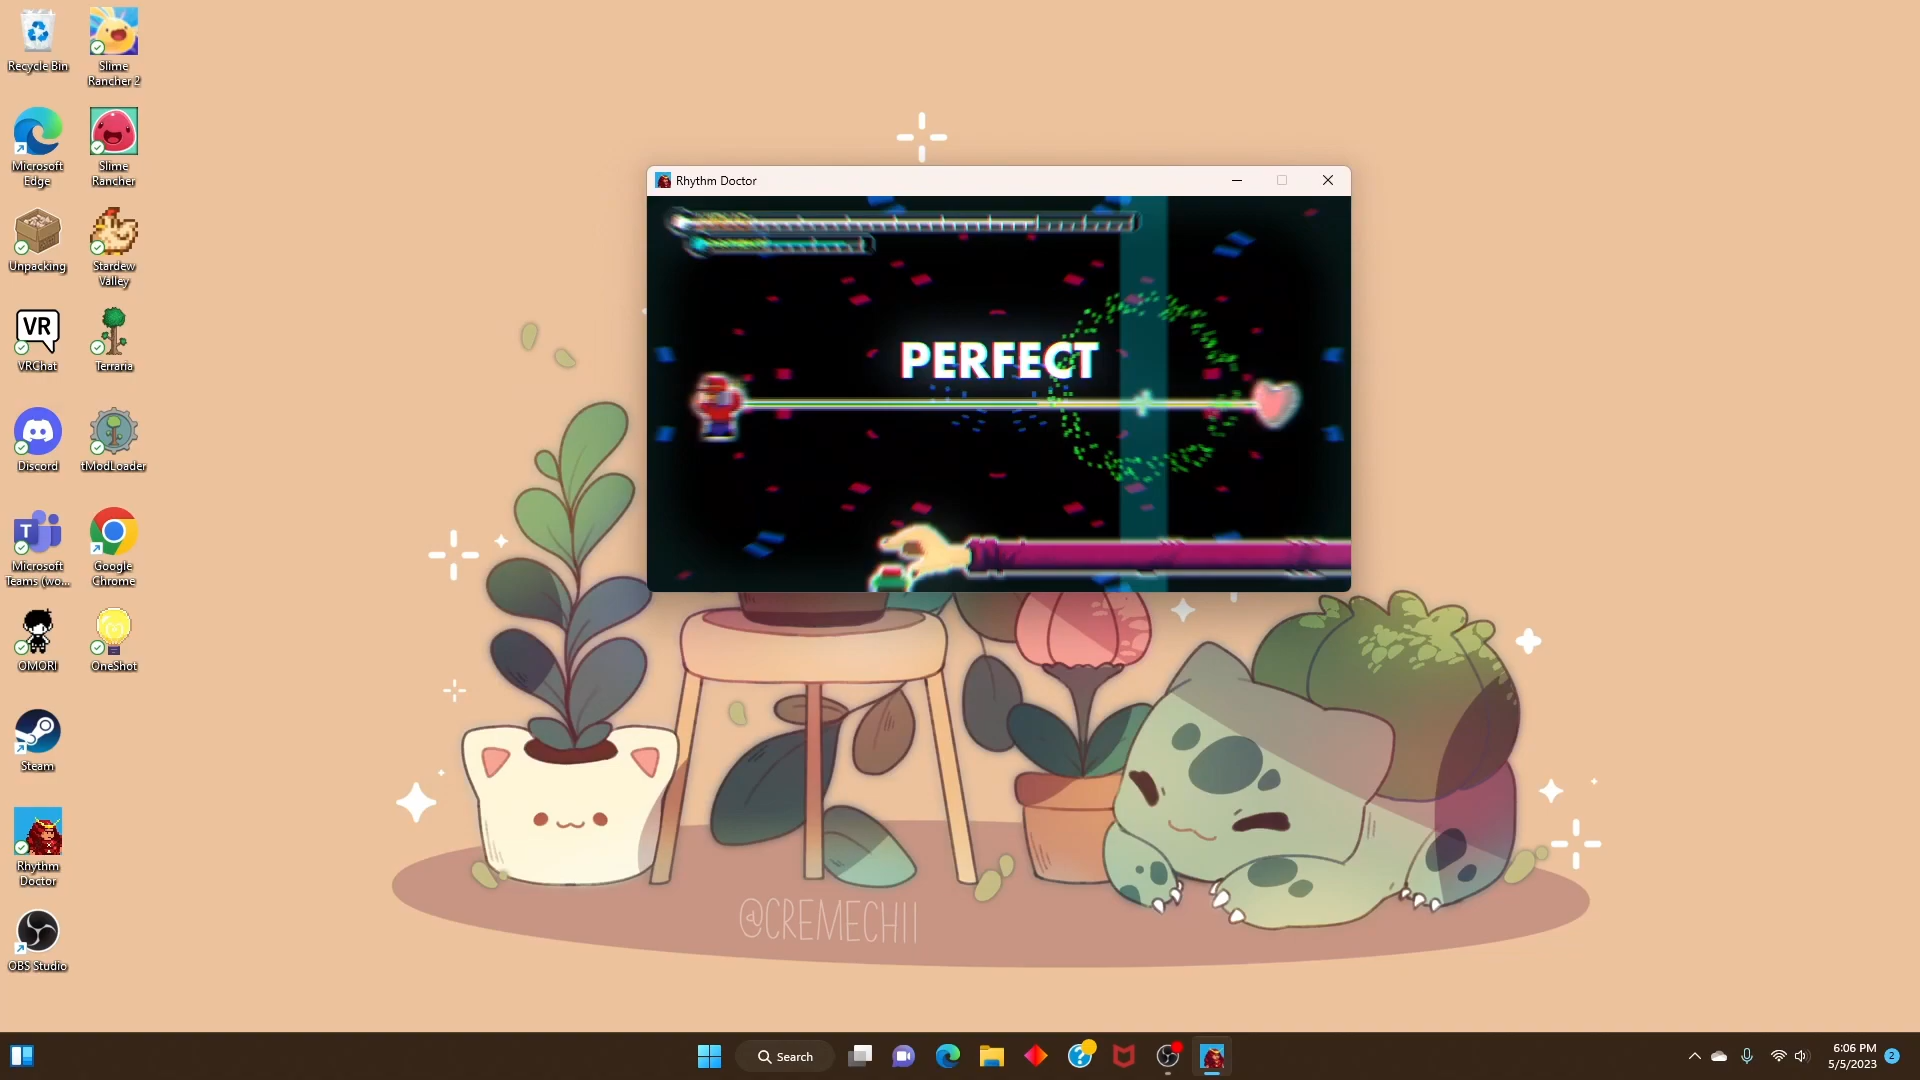 Recycle Bin
Slime
Rancher 2
Microsoft
Edge
Slime
Rancher
Unpacking
Stardew
Valley
VR
VRChat
Terraria
Discord
tModLoader
T
Microsoft
Teams (wo...
Google
Chrome
OMORI
OneShot
Steam
Rhythm
Doctor
OBS Studio
Rhythm Doctor
PERFECT
@CREMECHII
Search
6:06 PM
5/5/2023
2